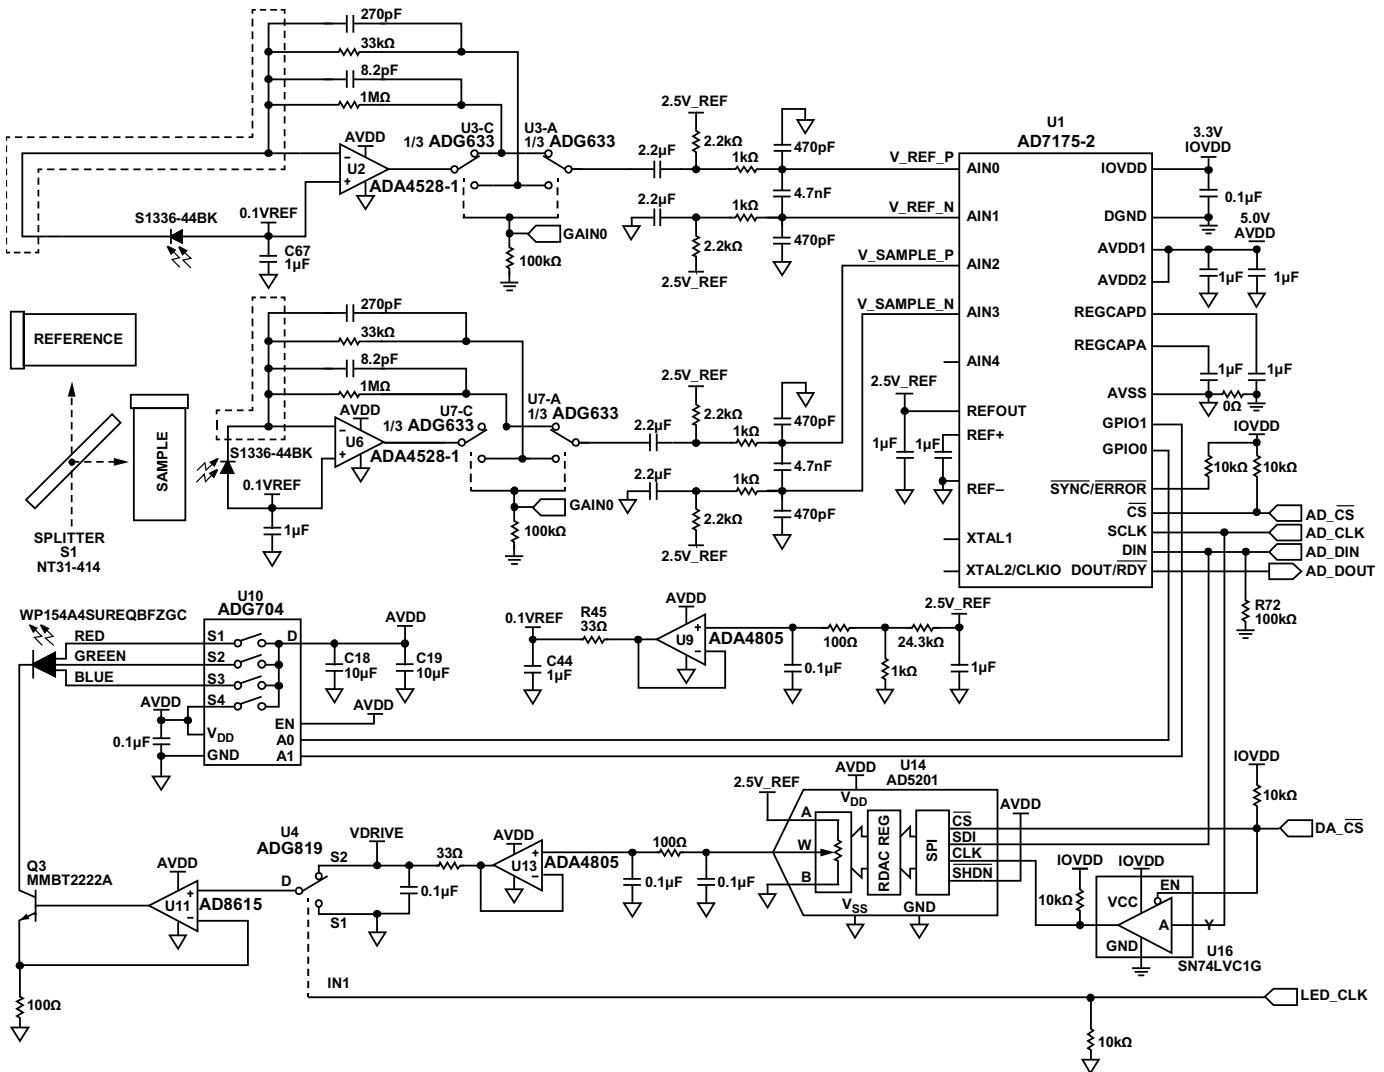 270pF
33kΩ
8.2pF
1MΩ
AVDD
U2
ADA4528-1
U3-C
1/3 ADG633
U3-A
1/3 ADG633
S1336-44BK
0.1VREF
C67
1µF
GAIN0
100kΩ
2.2µF
2.5V_REF
2.2kΩ
1kΩ
470pF
4.7nF
2.2µF
1kΩ
2.2kΩ
470pF
2.5V_REF
V_REF_P
V_REF_N
V_SAMPLE_P
V_SAMPLE_N
U1
AD7175-2
AIN0
AIN1
AIN2
AIN3
AIN4
REFOUT
REF+
REF–
XTAL1
XTAL2/CLKIO
IOVDD
DGND
AVDD1
AVDD2
REGCAPD
REGCAPA
AVSS
GPIO1
GPIO0
SYNC/ERROR
CS
SCLK
DIN
DOUT/RDY
3.3V
IOVDD
0.1µF
5.0V
AVDD
1µF
1µF
1µF
1µF
0Ω
IOVDD
10kΩ
10kΩ
AD_CS
AD_CLK
AD_DIN
AD_DOUT
R72
100kΩ
2.5V_REF
1µF
1µF
REFERENCE
SAMPLE
SPLITTER
S1
NT31-414
270pF
33kΩ
8.2pF
1MΩ
AVDD
U6
ADA4528-1
U7-C
1/3 ADG633
U7-A
1/3 ADG633
S1336-44BK
0.1VREF
1µF
GAIN0
100kΩ
2.2µF
2.5V_REF
2.2kΩ
1kΩ
470pF
4.7nF
2.2µF
1kΩ
2.2kΩ
470pF
2.5V_REF
WP154A4SUREQBFZGC
RED
GREEN
BLUE
U10
ADG704
S1
S2
S3
S4
D
VDD
GND
EN
A0
A1
AVDD
C18
10µF
C19
10µF
AVDD
AVDD
0.1µF
0.1VREF
R45
33Ω
C44
1µF
AVDD
U9
ADA4805
100Ω
24.3kΩ
2.5V_REF
0.1µF
1kΩ
1µF
Q3
MMBT2222A
AVDD
U11
AD8615
100Ω
U4
ADG819
D
S2
S1
IN1
VDRIVE
0.1µF
33Ω
AVDD
U13
ADA4805
100Ω
0.1µF
0.1µF
2.5V_REF
AVDD
U14
AD5201
VDD
A
W
B
RDAC REG
SPI
CS
SDI
CLK
SHDN
VSS
GND
AVDD
IOVDD
10kΩ
IOVDD
VCC
EN
A
Y
GND
U16
SN74LVC1G
IOVDD
10kΩ
DA_CS
LED_CLK
10kΩ